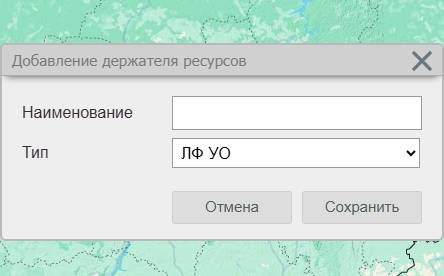 Добавление держателя ресурсов
Наименование
Тип
ЛФ УО
Отмена
Сохранить